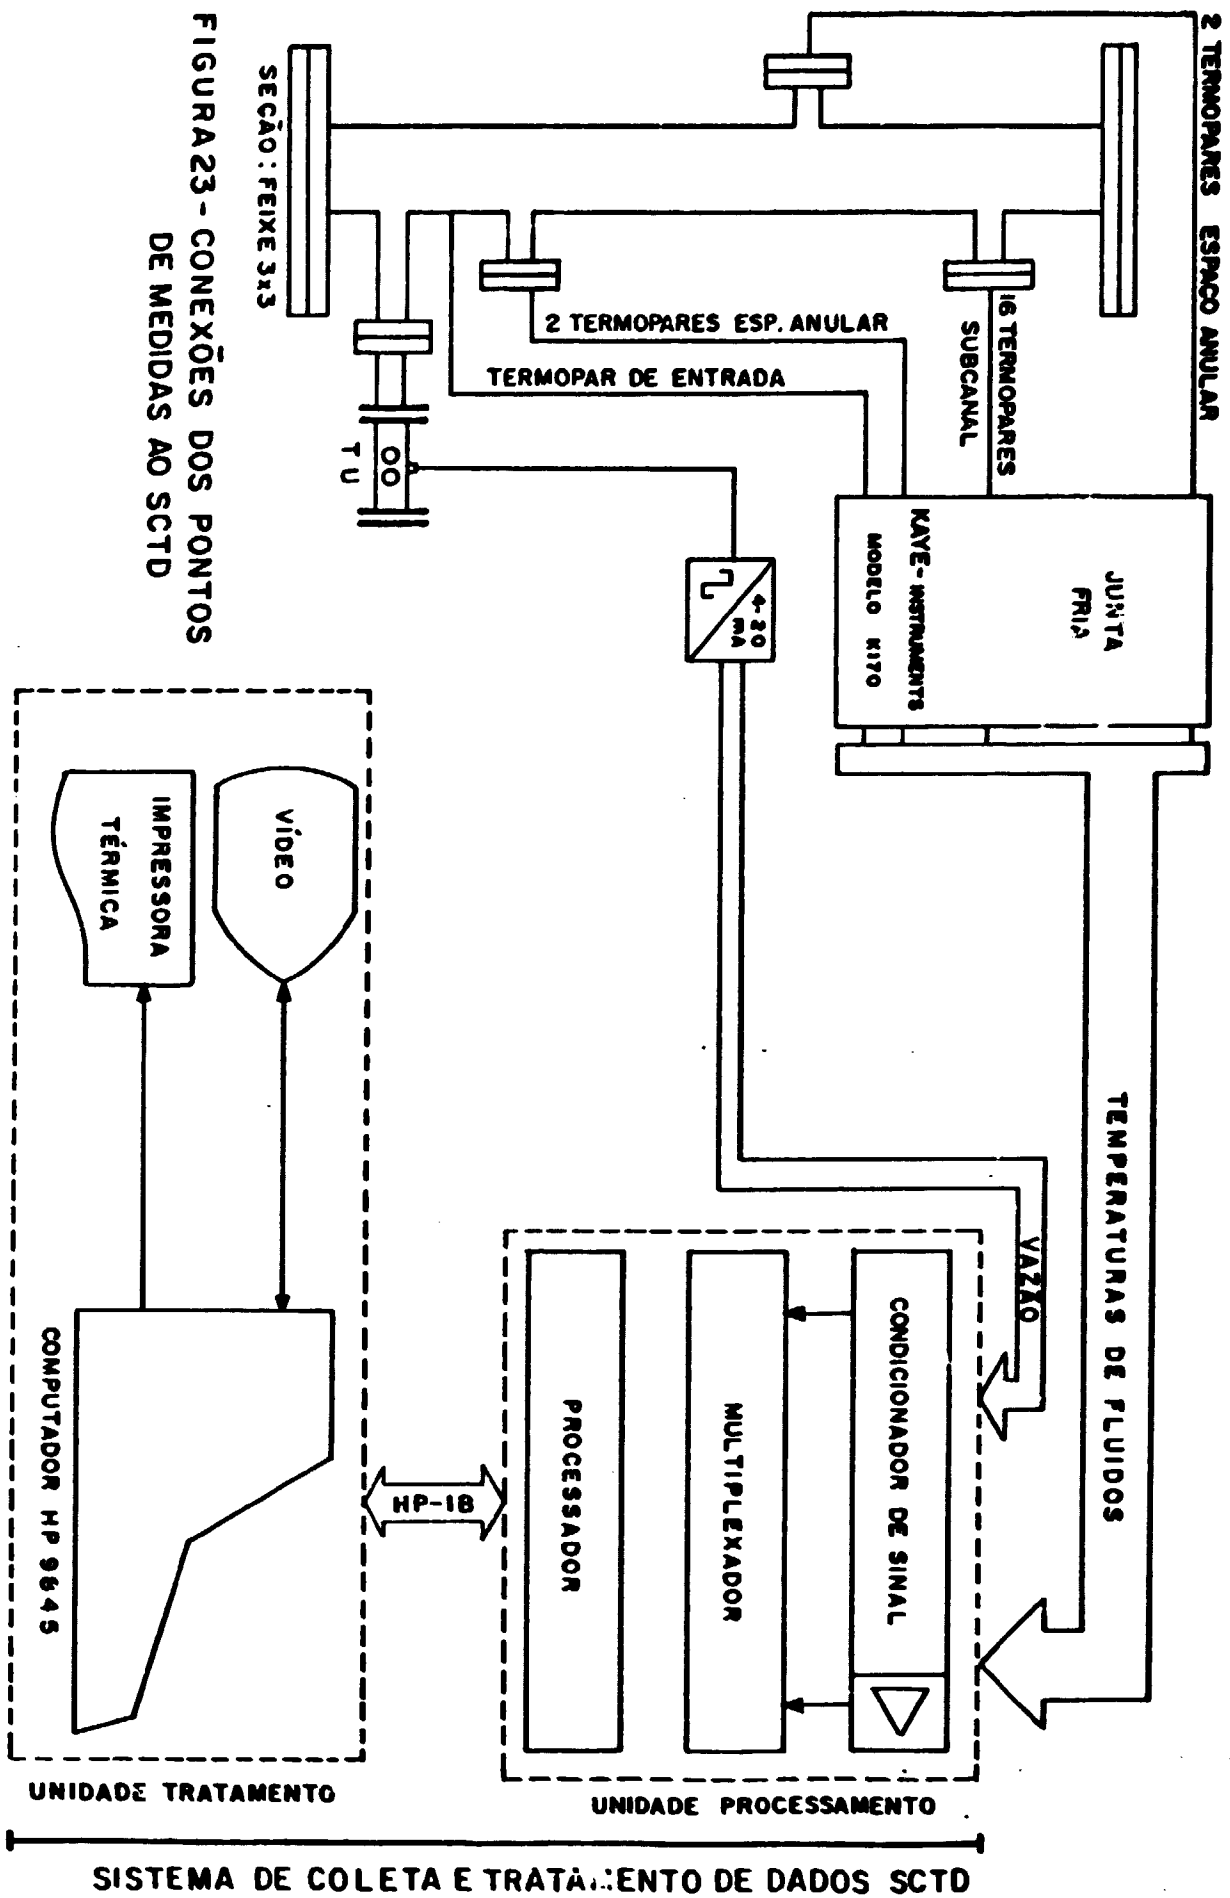 2 TERMOPARES ESPACO ANULAR
16 TERMOPARES
SUBCANAL
2 TERMOPARES ESP. ANULAR
TERMOPAR DE ENTRADA
SEÇÃO: FEIXE 3x3
TU
JUNTA
FRIA
KAYE-INSTRUMENTS
MODELO K170
4-20
MA
TEMPERATURAS DE FLUIDOS
VAZÃO
CONDICIONADOR DE SINAL
MULTIPLEXADOR
PROCESSADOR
HP-IB
VÍDEO
IMPRESSORA
TÉRMICA
COMPUTADOR HP 9845
UNIDADE TRATAMENTO
UNIDADE PROCESSAMENTO
SISTEMA DE COLETA E TRATAMENTO DE DADOS SCTD
FIGURA 23-CONEXÕES DOS PONTOS
DE MEDIDAS AO SCTD